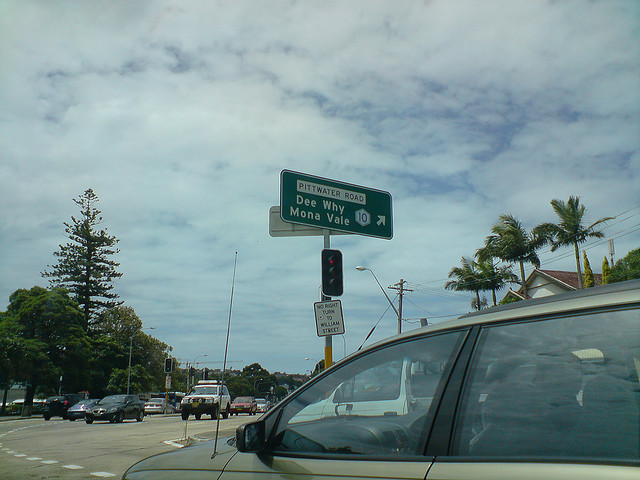 PITTWATER ROAD
Dee Why
Mona Vale
10
NO RIGHT
TURN
TO
WILLIAM
STREET